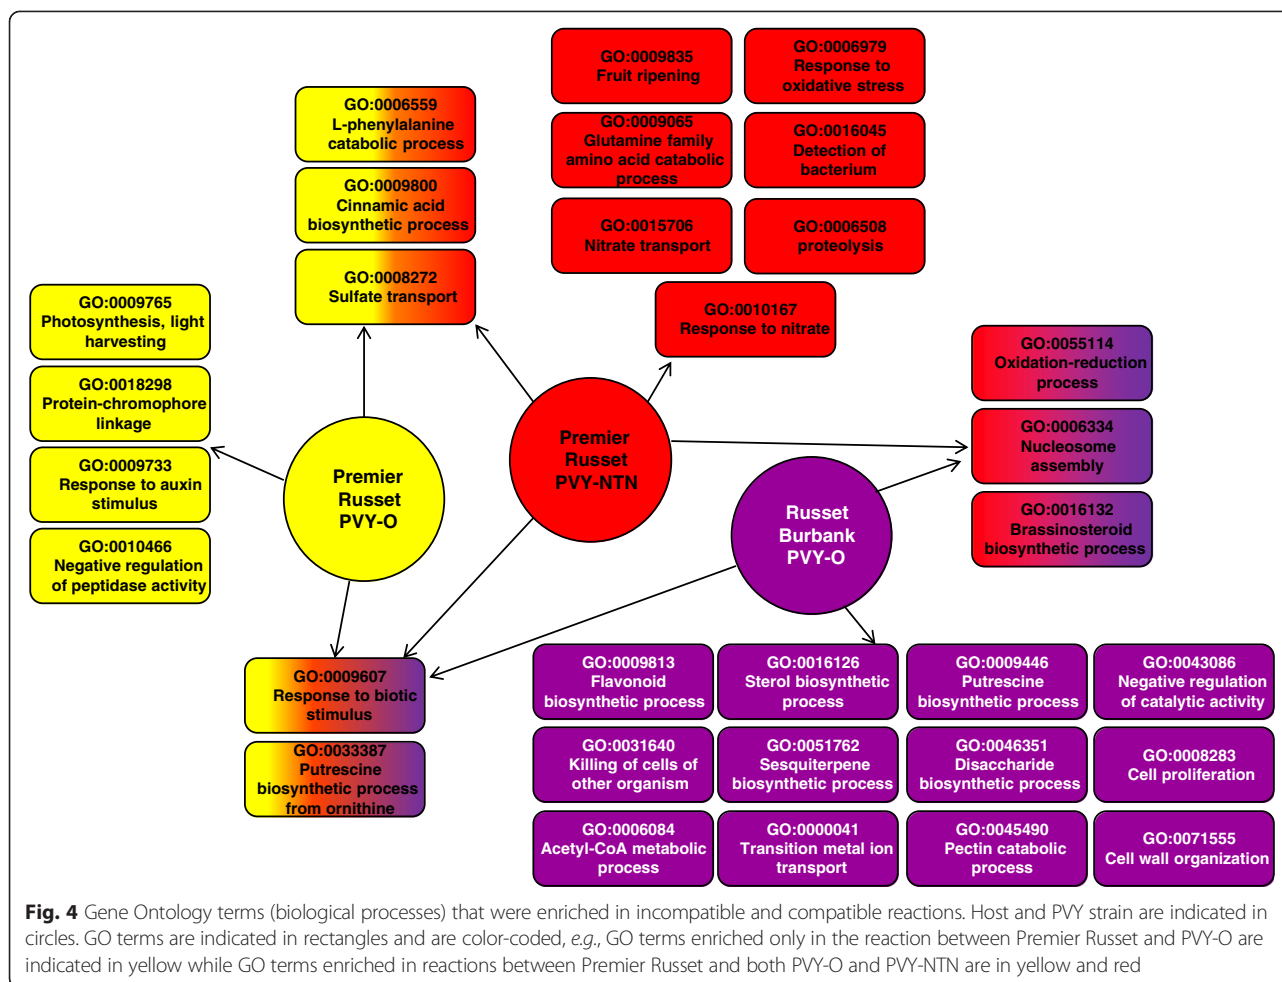 GO:0009835
Fruit ripening
GO:0006979
Response to
oxidative stress
GO:0006559
L-phenylalanine
catabolic process
GO:0009065
Glutamine family
amino acid catabolic
process
GO:0016045
Detection of
bacterium
GO:0009800
Cinnamic acid
biosynthetic process
GO:0015706
Nitrate transport
GO:0006508
proteolysis
GO:0008272
Sulfate transport
GO:0009765
Photosynthesis, light
harvesting
GO:0010167
Response to nitrate
GO:0055114
Oxidation-reduction
process
GO:0018298
Protein-chromophore
linkage
GO:0006334
Nucleosome
assembly
GO:0009733
Response to auxin
stimulus
GO:0016132
Brassinosteroid
biosynthetic process
GO:0010466
Negative regulation
of peptidase activity
Premier
Russet
PVY-O
Premier
Russet
PVY-NTN
Russet
Burbank
PVY-O
GO:0009607
Response to biotic
stimulus
GO:0033387
Putrescine
biosynthetic process
from ornithine
GO:0009813
Flavonoid
biosynthetic process
GO:0016126
Sterol biosynthetic
process
GO:0009446
Putrescine
biosynthetic process
GO:0043086
Negative regulation
of catalytic activity
GO:0031640
Killing of cells of
other organism
GO:0051762
Sesquiterpene
biosynthetic process
GO:0046351
Disaccharide
biosynthetic process
GO:0008283
Cell proliferation
GO:0006084
Acetyl-CoA metabolic
process
GO:0000041
Transition metal ion
transport
GO:0045490
Pectin catabolic
process
GO:0071555
Cell wall organization
Fig. 4 Gene Ontology terms (biological processes) that were enriched in incompatible and compatible reactions. Host and PVY strain are indicated in
circles. GO terms are indicated in rectangles and are color-coded, e.g., GO terms enriched only in the reaction between Premier Russet and PVY-O are
indicated in yellow while GO terms enriched in reactions between Premier Russet and both PVY-O and PVY-NTN are in yellow and red